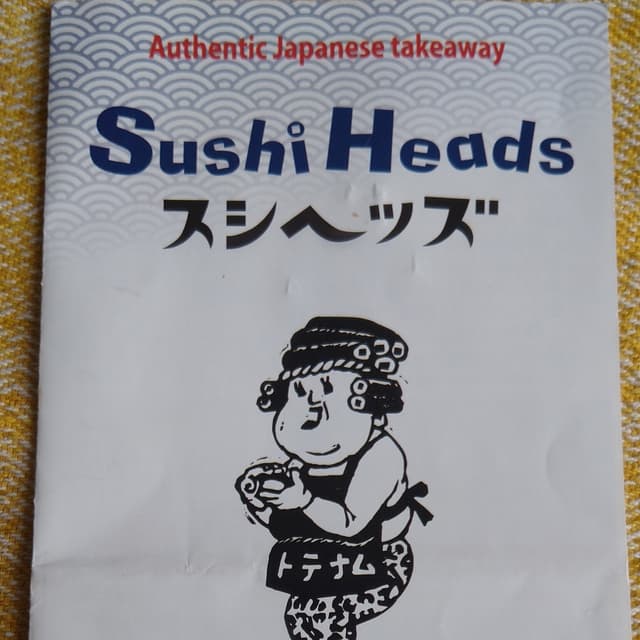 Authentic Japanese takeaway
Sushi Heads
スシヘッズ
トテナム